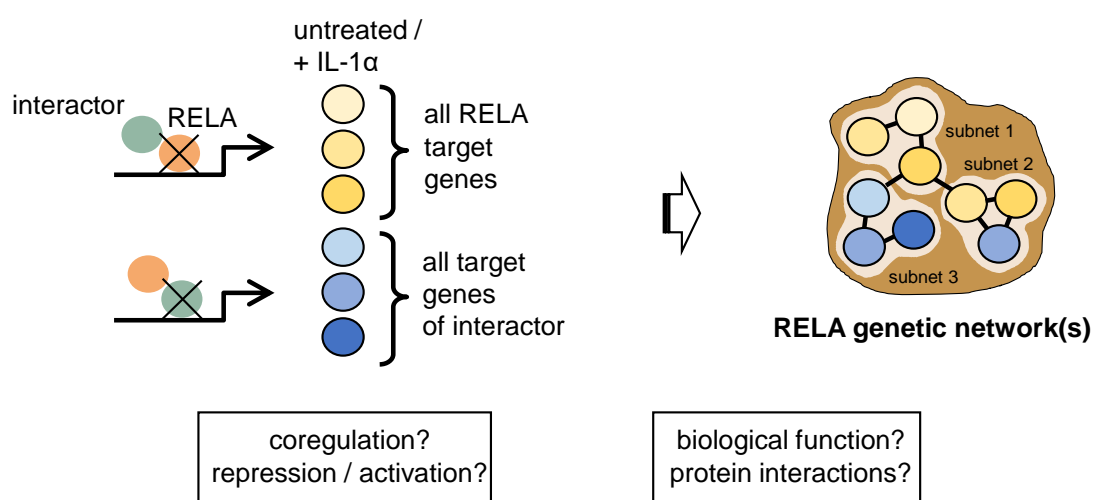 untreated /
+ IL-1α
interactor
RELA
all RELA
target
genes
all target
genes
of interactor
subnet 1
subnet 2
subnet 3
RELA genetic network(s)
coregulation?
repression / activation?
biological function?
protein interactions?